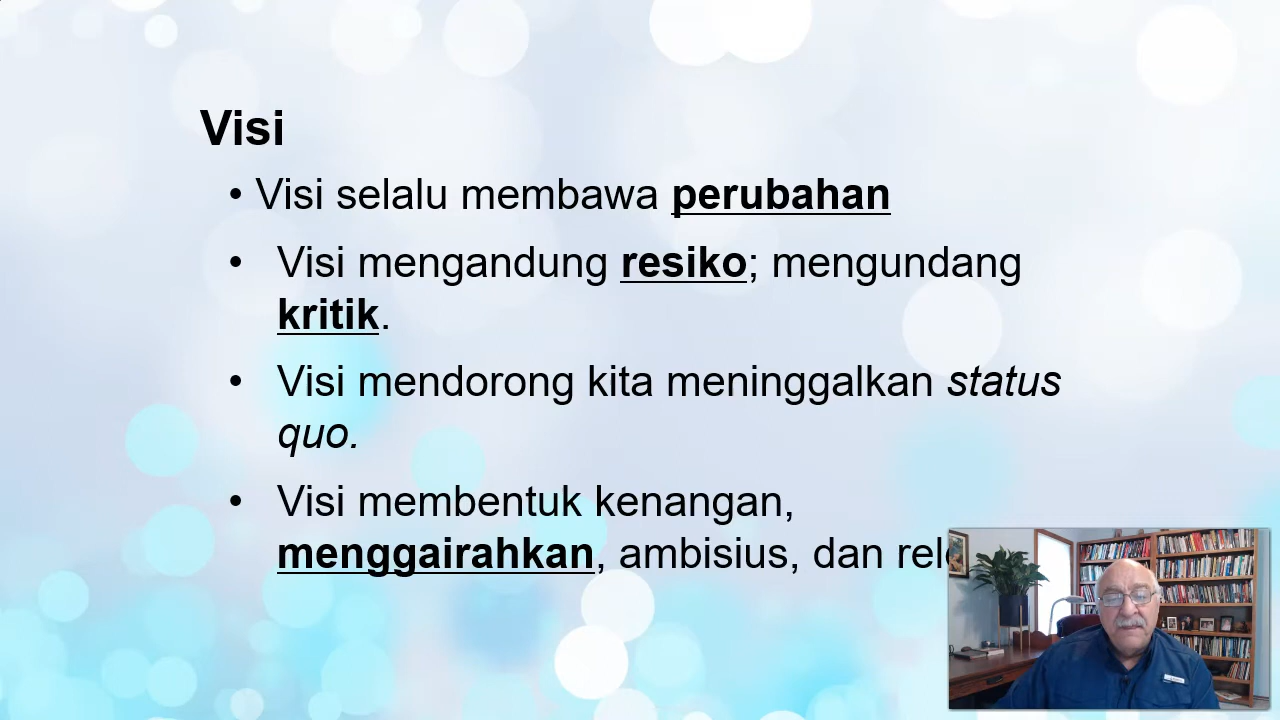 Visi
• Visi selalu membawa perubahan
• Visi mengandung resiko; mengundang
kritik.
• Visi mendorong kita meninggalkan status
quo.
• Visi membentuk kenangan,
menggairahkan, ambisius, dan